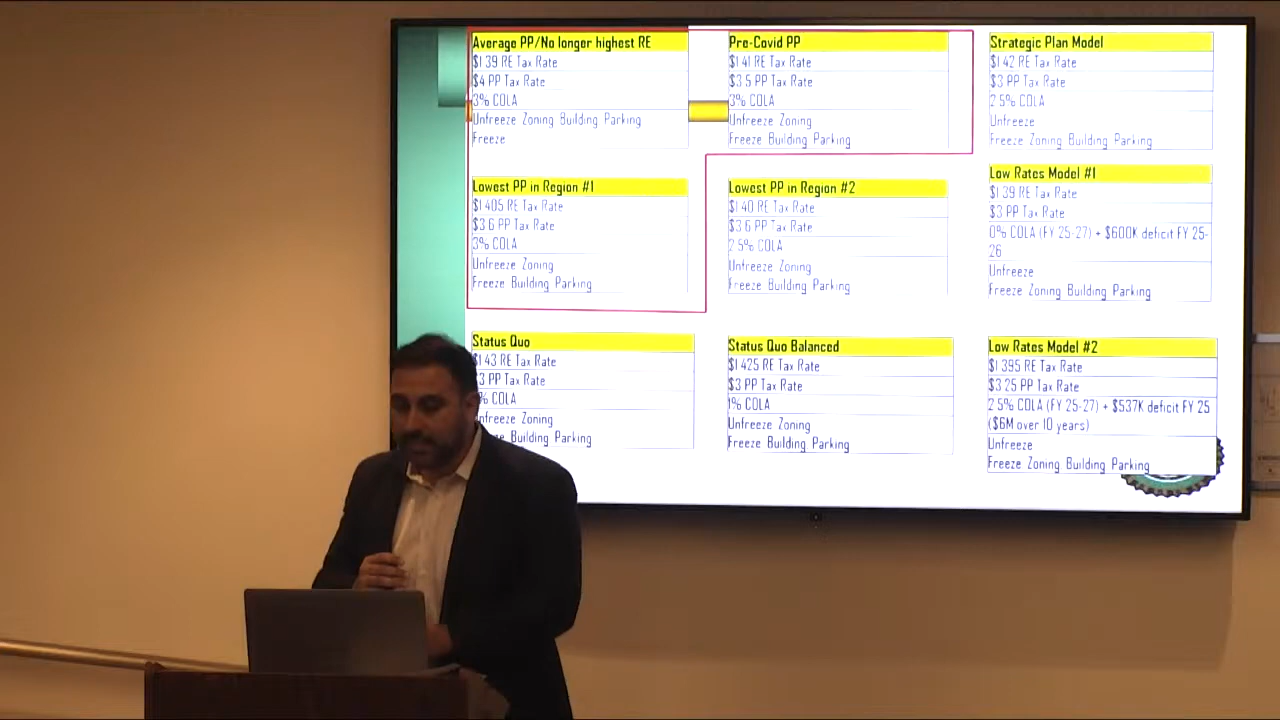 Average PP/No longer highest RE
$1.39 RE Tax Rate
$4 PP Tax Rate
3% COLA
Unfreeze Zoning Building Parking
Freeze
Pre-Covid PP
$1.41 RE Tax Rate
$3.5 PP Tax Rate
3% COLA
Unfreeze Zoning
Freeze Building Parking
Strategic Plan Model
$1.42 RE Tax Rate
$3 PP Tax Rate
2.5% COLA
Unfreeze
Freeze Zoning Building Parking
Lowest PP in Region #1
$1.405 RE Tax Rate
$3.6 PP Tax Rate
3% COLA
Unfreeze Zoning
Freeze Building Parking
Lowest PP in Region #2
$1.40 RE Tax Rate
$3.6 PP Tax Rate
2.5% COLA
Unfreeze Zoning
Freeze Building Parking
Low Rates Model #1
$1.39 RE Tax Rate
$3 PP Tax Rate
0% COLA (FY 25-27) + $600K deficit FY 25-
26
Unfreeze
Freeze Zoning Building Parking
Status Quo
$1.43 RE Tax Rate
$3 PP Tax Rate
% COLA
Unfreeze Zoning
Building Parking
Status Quo Balanced
$1.425 RE Tax Rate
$3 PP Tax Rate
1% COLA
Unfreeze Zoning
Freeze Building Parking
Low Rates Model #2
$1.395 RE Tax Rate
$3.25 PP Tax Rate
2.5% COLA (FY 25-27) + $537K deficit FY 25
($6M over 10 years)
Unfreeze
Freeze Zoning Building Parking